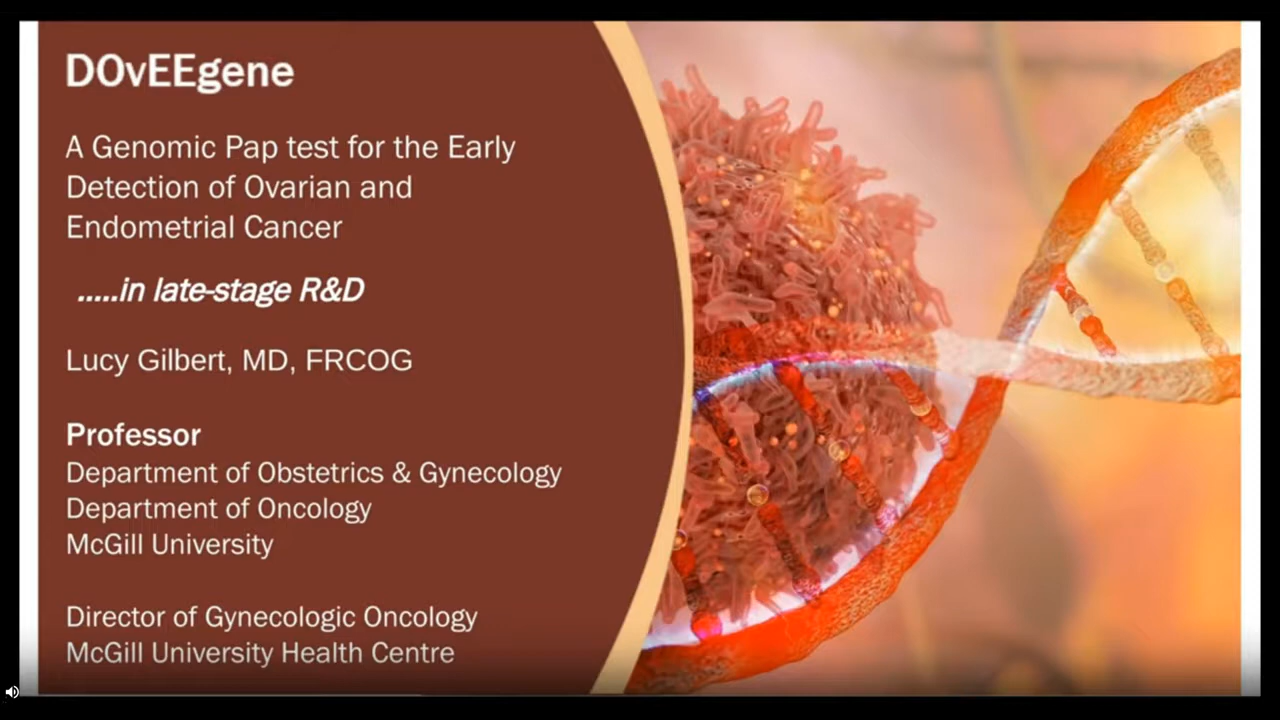 DOvEEgene
A Genomic Pap test for the Early
Detection of Ovarian and
Endometrial Cancer
.....in late-stage R&D
Lucy Gilbert, MD, FRCOG
Professor
Department of Obstetrics & Gynecology
Department of Oncology
McGill University
Director of Gynecologic Oncology
McGill University Health Centre